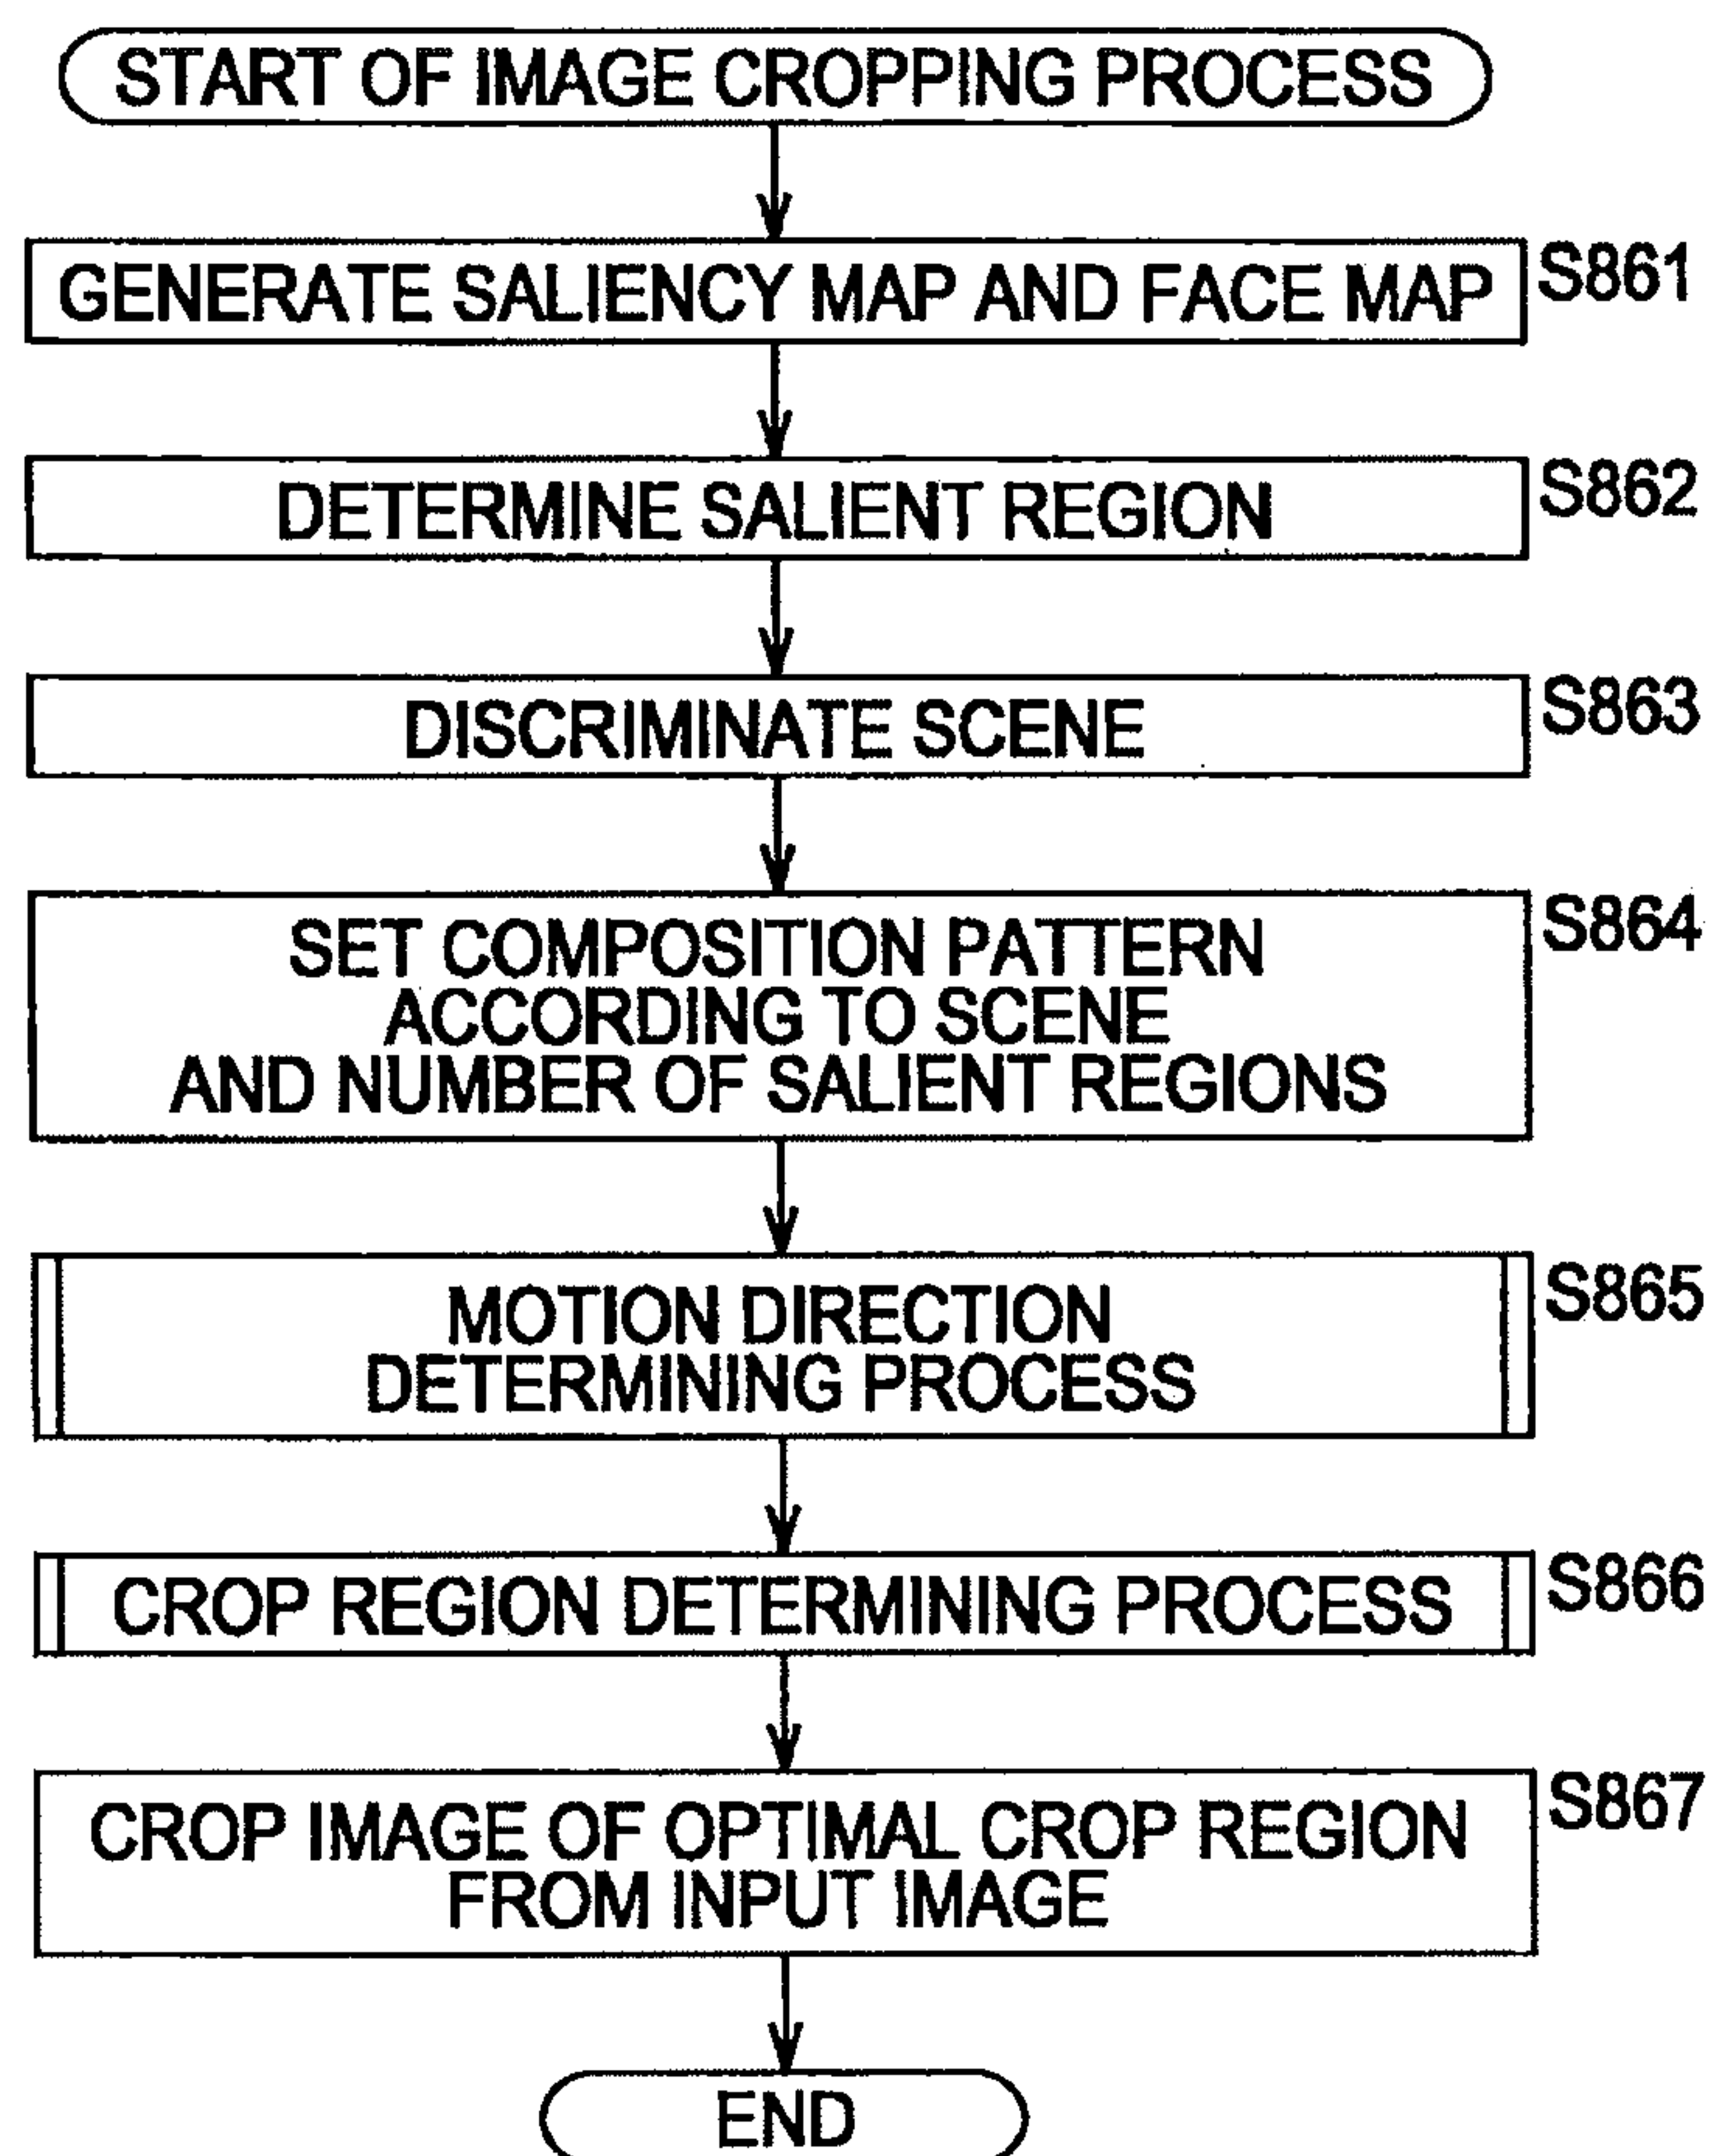 START OF IMAGE CROPPING PROCESS
GENERATE SALIENCY MAP AND FACE MAP
S861
DETERMINE SALIENT REGION
S862
DISCRIMINATE SCENE
S863
SET COMPOSITION PATTERN
ACCORDING TO SCENE
AND NUMBER OF SALIENT REGIONS
S864
MOTION DIRECTION
DETERMINING PROCESS
S865
CROP REGION DETERMINING PROCESS
S866
CROP IMAGE OF OPTIMAL CROP REGION
FROM INPUT IMAGE
S867
END